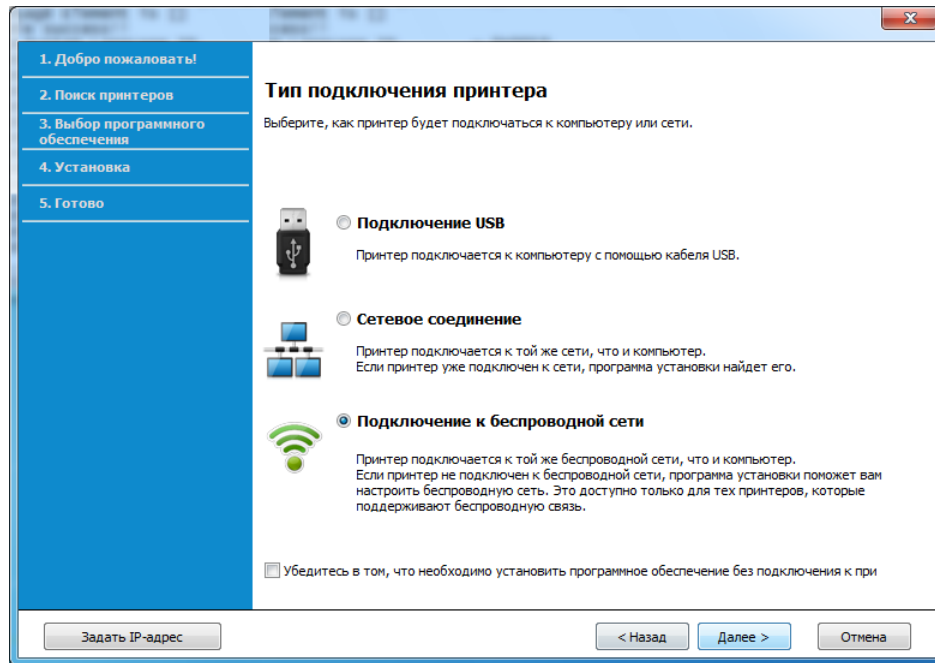 1. Добро пожаловать!
2. Поиск принтеров
3. Выбор программного
обеспечения
4. Установка
5. Готово
Тип подключения принтера
Выберите, как принтер будет подключаться к компьютеру или сети.
Подключение USB
Принтер подключается к компьютеру с помощью кабеля USB.
Сетевое соединение
Принтер подключается к той же сети, что и компьютер.
Если принтер уже подключен к сети, программа установки найдет его.
Подключение к беспроводной сети
Принтер подключается к той же беспроводной сети, что и компьютер.
Если принтер не подключен к беспроводной сети, программа установки поможет вам
настроить беспроводную сеть. Это доступно только для тех принтеров, которые
поддерживают беспроводную связь.
Убедитесь в том, что необходимо установить программное обеспечение без подключения к при
Задать IP-адрес
< Назад
Далее >
Отмена